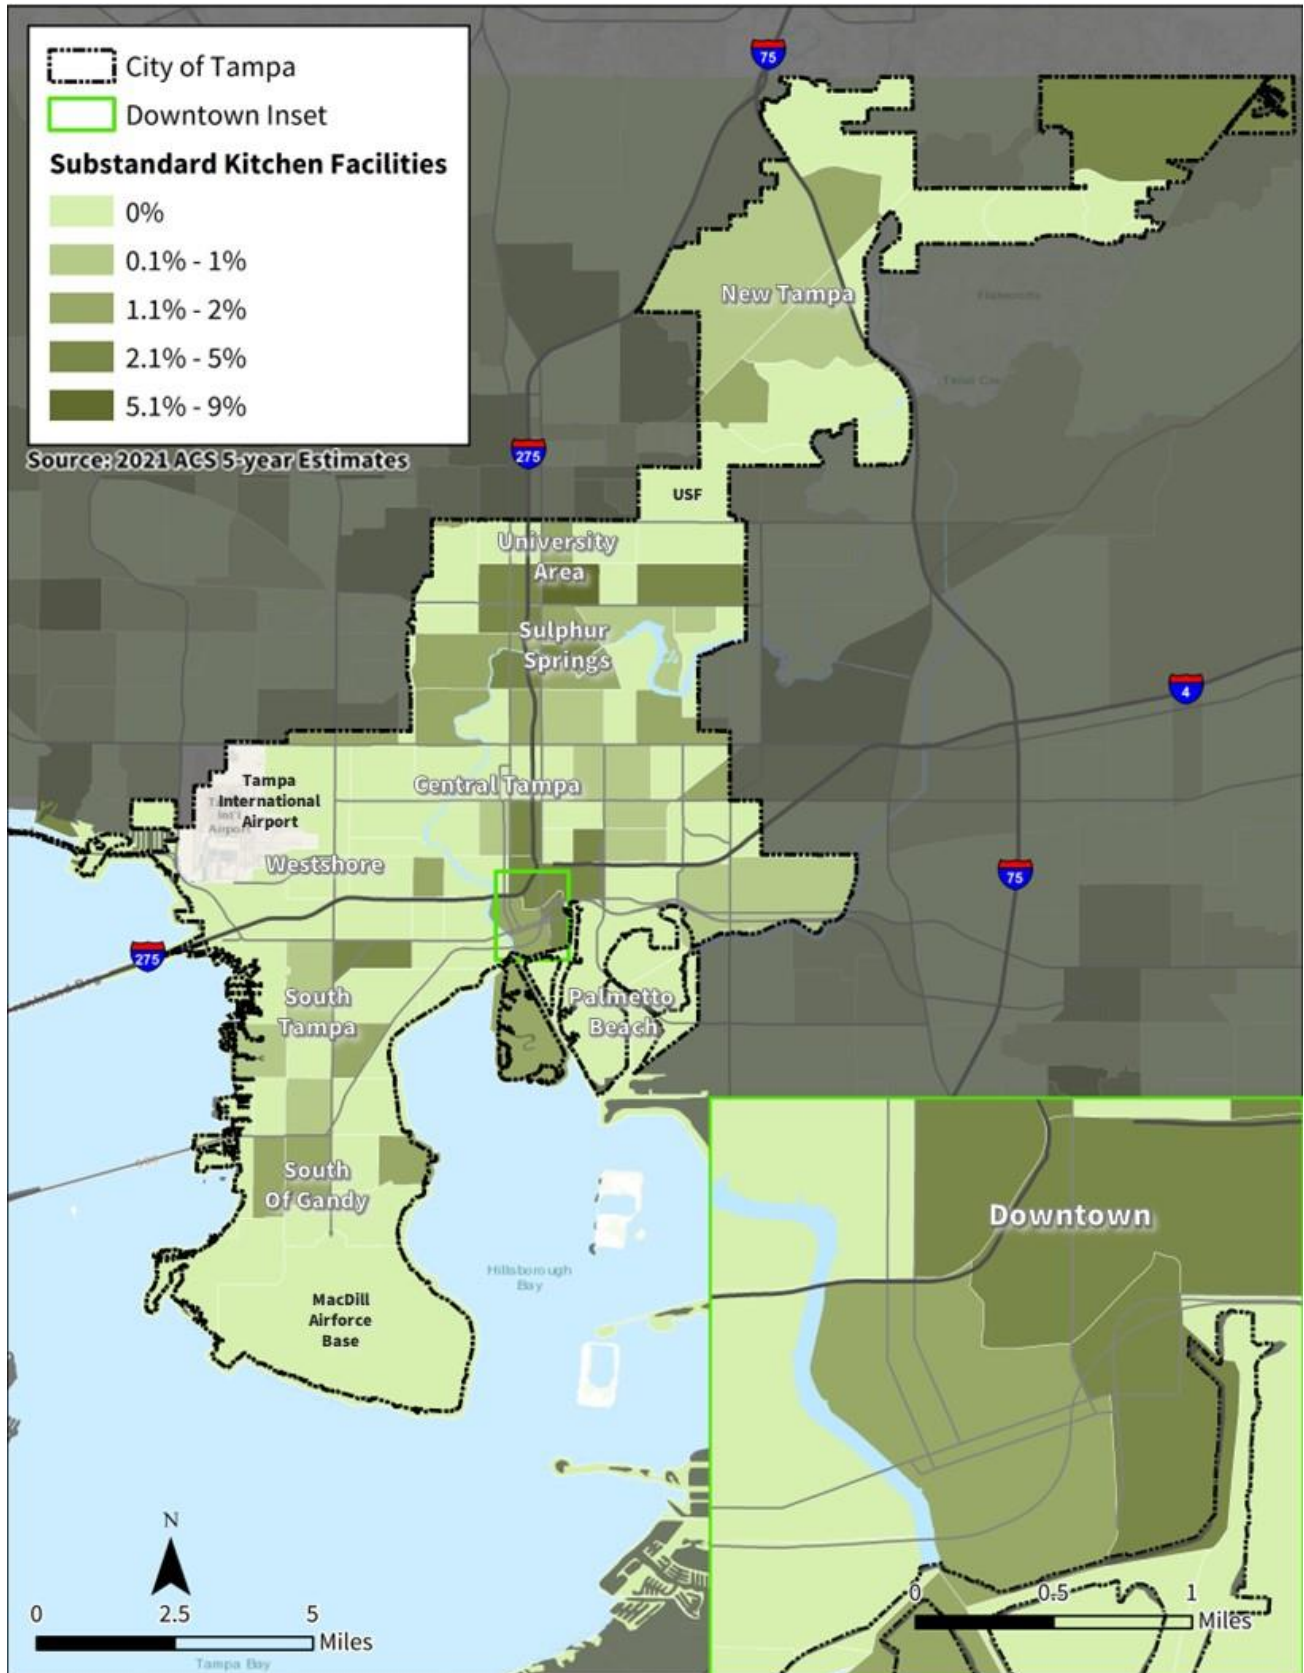 City of Tampa
Downtown Inset
Substandard Kitchen Facilities
0%
0.1% - 1%
1.1% - 2%
2.1% - 5%
5.1% - 9%
Source: 2021 ACS 5-year Estimates
75
New Tampa
275
USF
University
Area
Sulphur
Springs
4
Tampa
International
Airport
Central Tampa
Westshore
75
275
South
Tampa
Palmetto
Beach
South
Of Gandy
Hillsborough
Bay
MacDill
Airforce
Base
Downtown
N
0 2.5 5
Miles
Tampa Bay
0 0.5 1
Miles